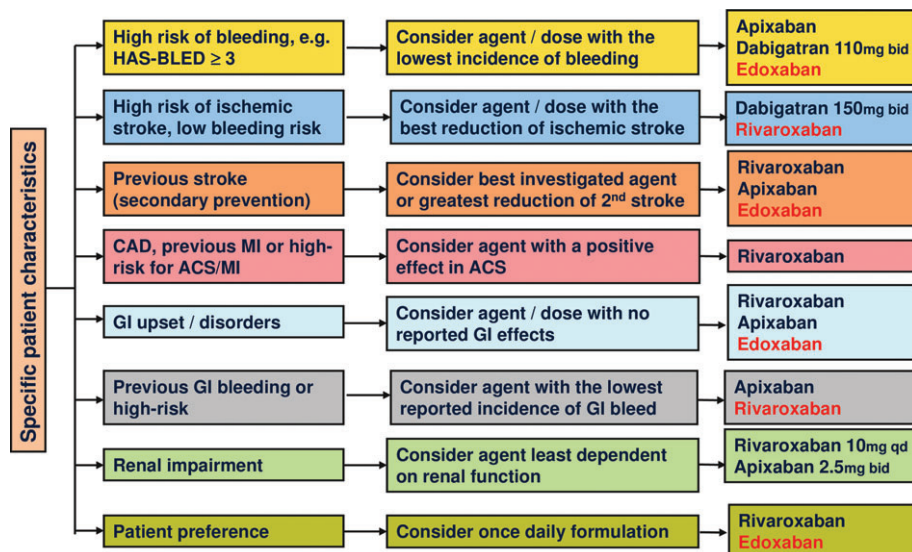 Specific patient characteristics
High risk of bleeding, e.g.
HAS-BLED ≥ 3
Consider agent / dose with the
lowest incidence of bleeding
Apixaban
Dabigatran 110mg bid
Edoxaban
High risk of ischemic
stroke, low bleeding risk
Consider agent / dose with the
best reduction of ischemic stroke
Dabigatran 150mg bid
Rivaroxaban
Previous stroke
(secondary prevention)
Consider best investigated agent
or greatest reduction of 2nd stroke
Rivaroxaban
Apixaban
Edoxaban
CAD, previous MI or high-
risk for ACS/MI
Consider agent with a positive
effect in ACS
Rivaroxaban
GI upset / disorders
Consider agent / dose with no
reported GI effects
Rivaroxaban
Apixaban
Edoxaban
Previous GI bleeding or
high-risk
Consider agent with the lowest
reported incidence of GI bleed
Apixaban
Rivaroxaban
Renal impairment
Consider agent least dependent
on renal function
Rivaroxaban 10mg qd
Apixaban 2.5mg bid
Patient preference
Consider once daily formulation
Rivaroxaban
Edoxaban